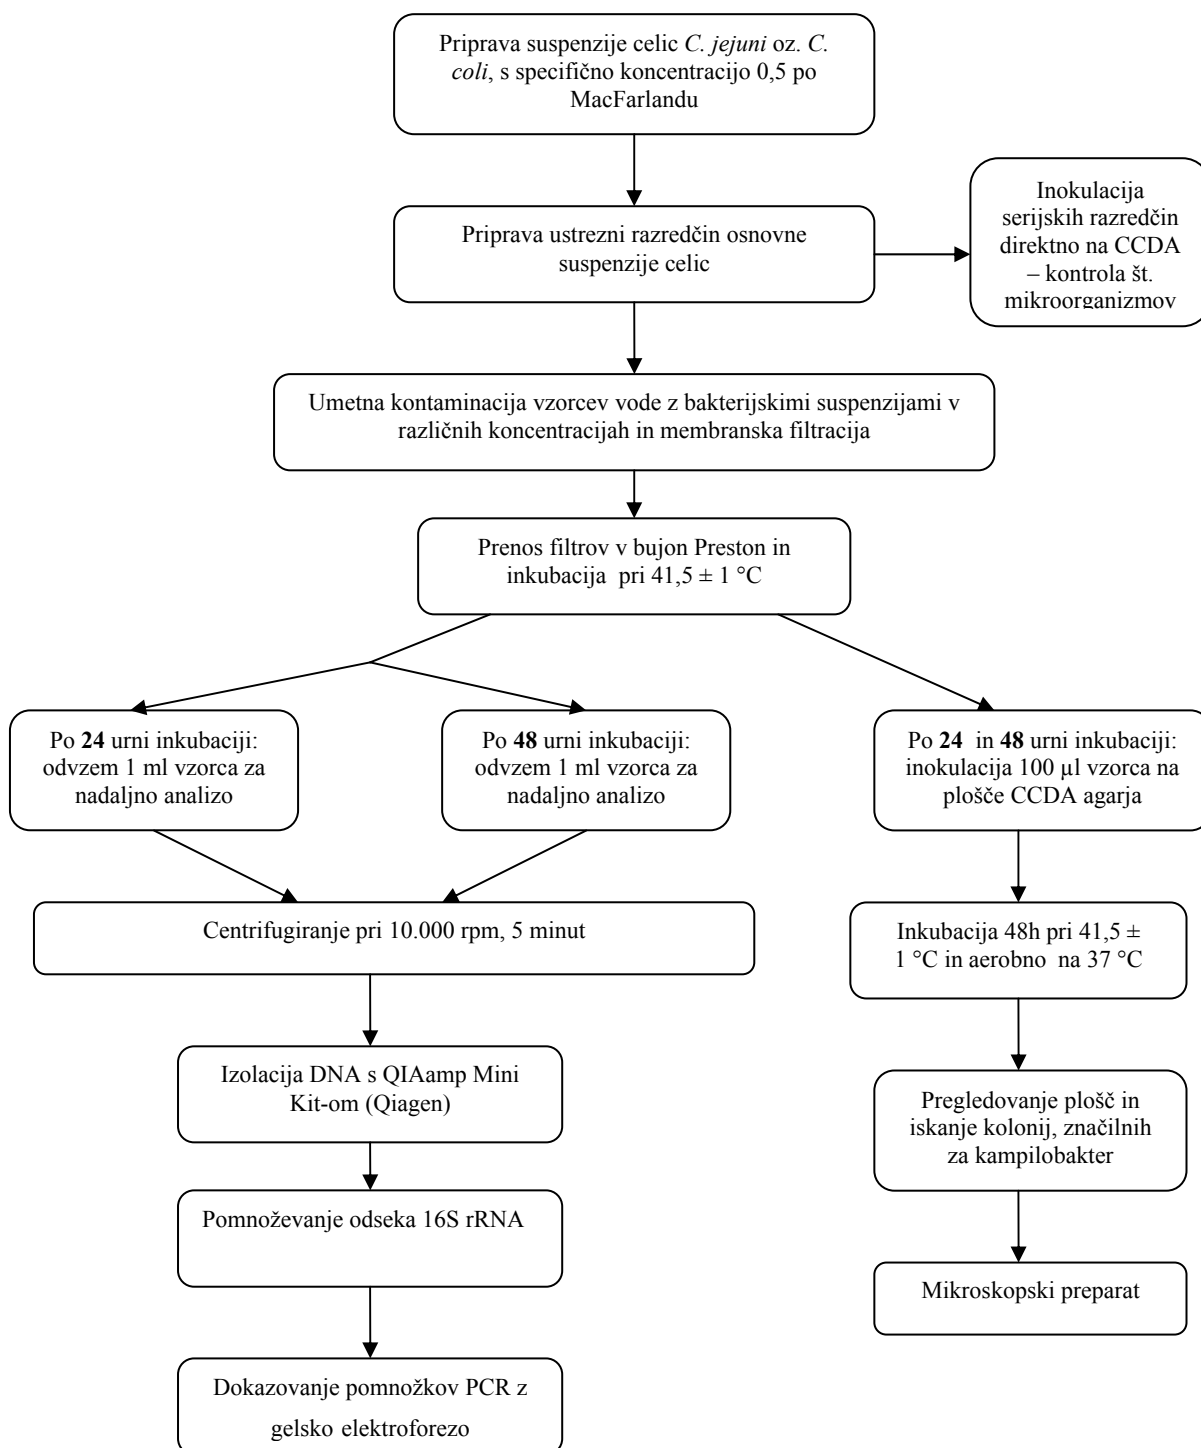 Priprava suspenzije celic C. jejuni oz. C.
coli, s specifično koncentracijo 0,5 po
MacFarlandu
Priprava ustrezni razredčin osnovne
suspenzije celic
Inokulacija
serijskih razredčin
direktno na CCDA
– kontrola št.
mikroorganizmov
Umetna kontaminacija vzorcev vode z bakterijskimi suspenzijami v
različnih koncentracijah in membranska filtracija
Prenos filtrov v bujon Preston in
inkubacija pri 41,5 ± 1 °C
Po 24 urni inkubaciji:
odvzem 1 ml vzorca za
nadaljno analizo
Po 48 urni inkubaciji:
odvzem 1 ml vzorca za
nadaljno analizo
Po 24 in 48 urni inkubaciji:
inokulacija 100 µl vzorca na
plošče CCDA agarja
Centrifugiranje pri 10.000 rpm, 5 minut
Inkubacija 48h pri 41,5 ±
1 °C in aerobno na 37 °C
Izolacija DNA s QIAamp Mini
Kit-om (Qiagen)
Pregledovanje plošč in
iskanje kolonij, značilnih
za kampilobakter
Pomnoževanje odseka 16S rRNA
Mikroskopski preparat
Dokazovanje pomnožkov PCR z
gelsko elektroforezo